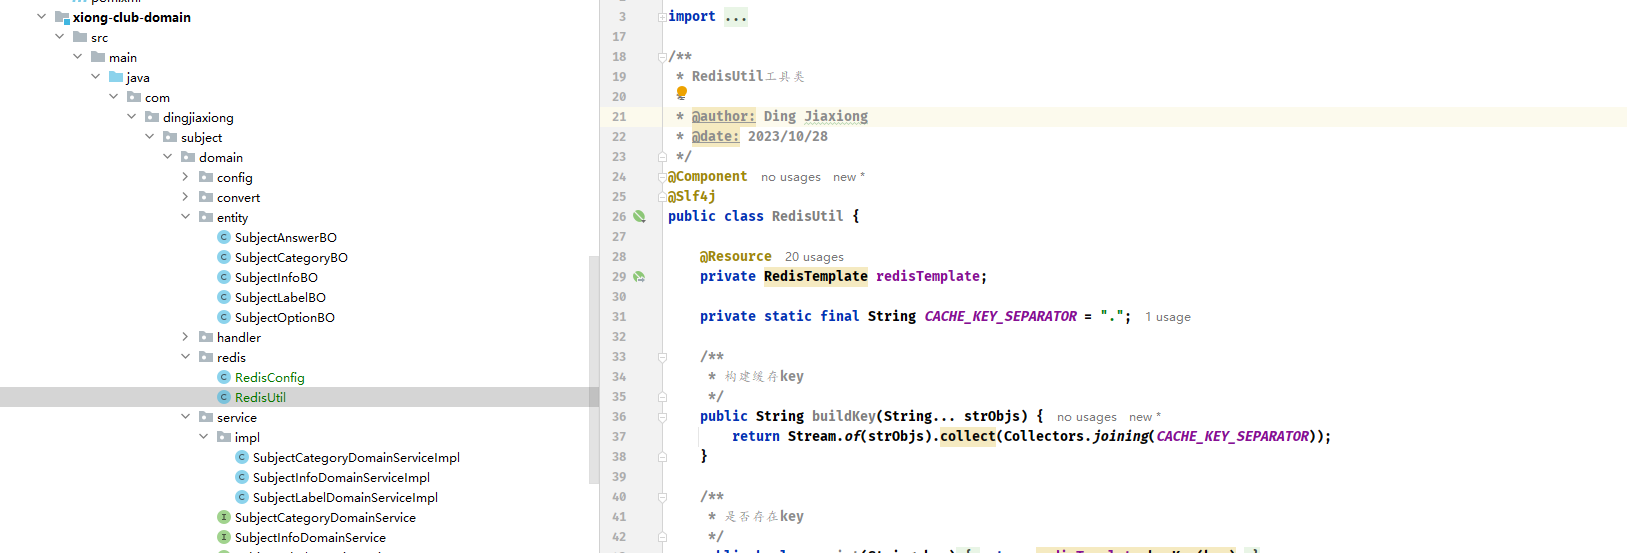 xiong-club-domain
src
main
java
com
dingjiaxiong
subject
domain
config
convert
entity
SubjectAnswerBO
SubjectCategoryBO
SubjectInfoBO
SubjectLabelBO
SubjectOptionBO
handler
redis
RedisConfig
RedisUtil
service
impl
SubjectCategoryDomainServiceImpl
SubjectInfoDomainServiceImpl
SubjectLabelDomainServiceImpl
SubjectCategoryDomainService
SubjectInfoDomainService
3 import ...
17
18 /**
19 * RedisUtil工具类
20 *
21 * @author: Ding Jiaxiong
22 * @date: 2023/10/28
23 */
24 @Component no usages new *
25 @Slf4j
26 public class RedisUtil {
27
28 @Resource 20 usages
29 private RedisTemplate redisTemplate;
30
31 private static final String CACHE_KEY_SEPARATOR = "."; 1 usage
32
33 /**
34 * 构建缓存key
35 */
36 public String buildKey(String... strObjs) { no usages new *
37 return Stream.of(strObjs).collect(Collectors.joining(CACHE_KEY_SEPARATOR));
38 }
39
40 /**
41 * 是否存在key
42 */